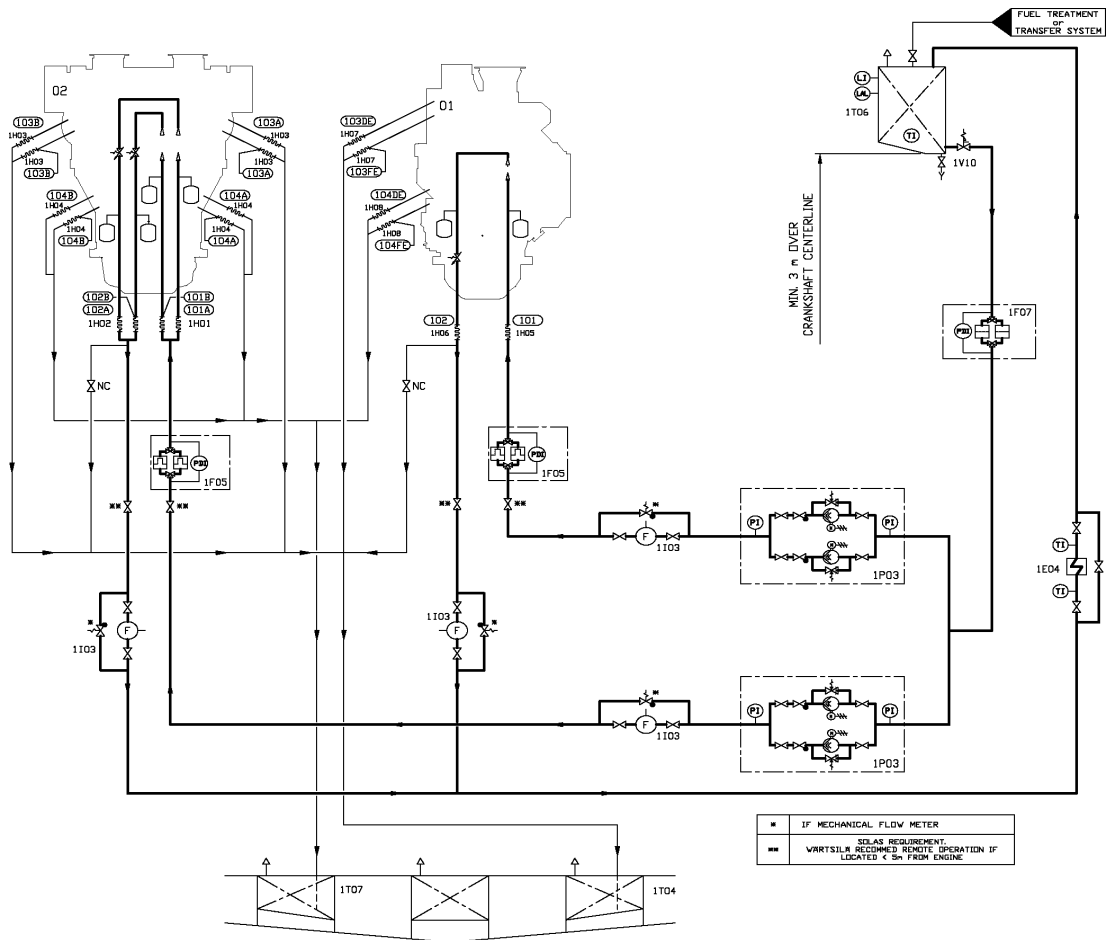 FUEL TREATMENT
or
TRANSFER SYSTEM
LI
LAL
1T06
TI
1V10
02
103B
1H03
1H03
103B
104B
1H04
1H04
104B
103A
1H03
1H03
103A
104A
1H04
1H04
104A
102B
102A
1H02
101B
101A
1H01
01
103DE
1H07
1H07
103FE
104DE
1H08
1H08
104FE
102
1H06
101
1H05
MIN. 3 m OVER
CRANKSHAFT CENTERLINE
PDI
1F07
NC
NC
PDI
1F05
PDI
1F05
**
**
**
**
*
F
1I03
PI
M
M
PI
1P03
TI
1E04
TI
*
F
1I03
1I03
F
*
*
F
1I03
PI
M
M
PI
1P03
* IF MECHANICAL FLOW METER
SOLAS REQUIREMENT.
** WÄRTSILÄ RECOMMED REMOTE OPERATION IF
LOCATED < 5m FROM ENGINE
1T07
1T04